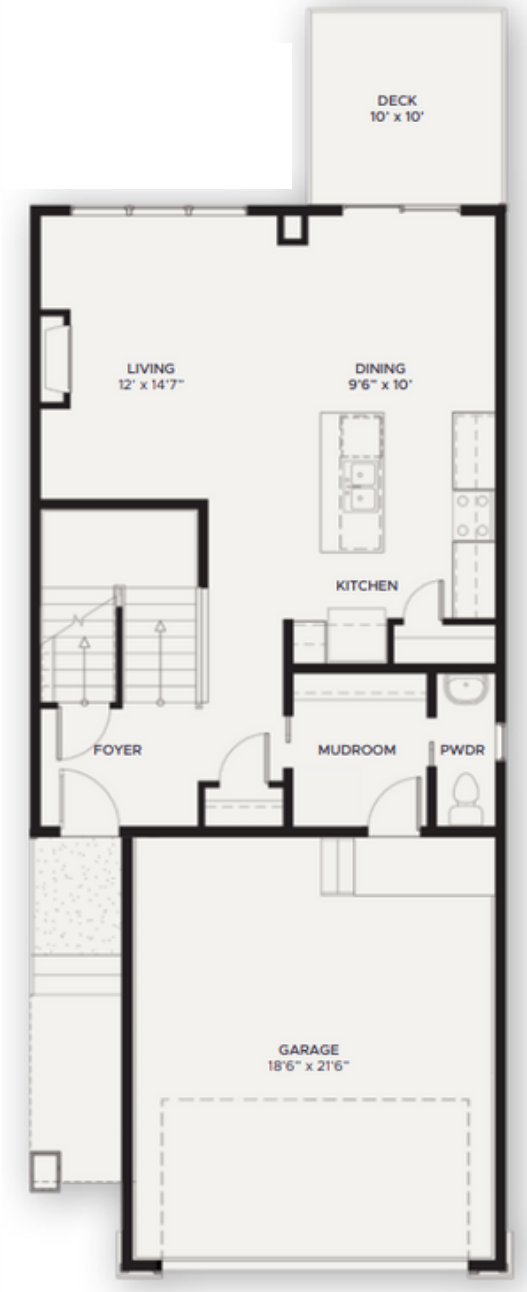 DECK
10' x 10'
LIVING
12' x 14'7"
DINING
9'6" x 10'
KITCHEN
FOYER
MUDROOM
PWDR
GARAGE
18'6" x 21'6"